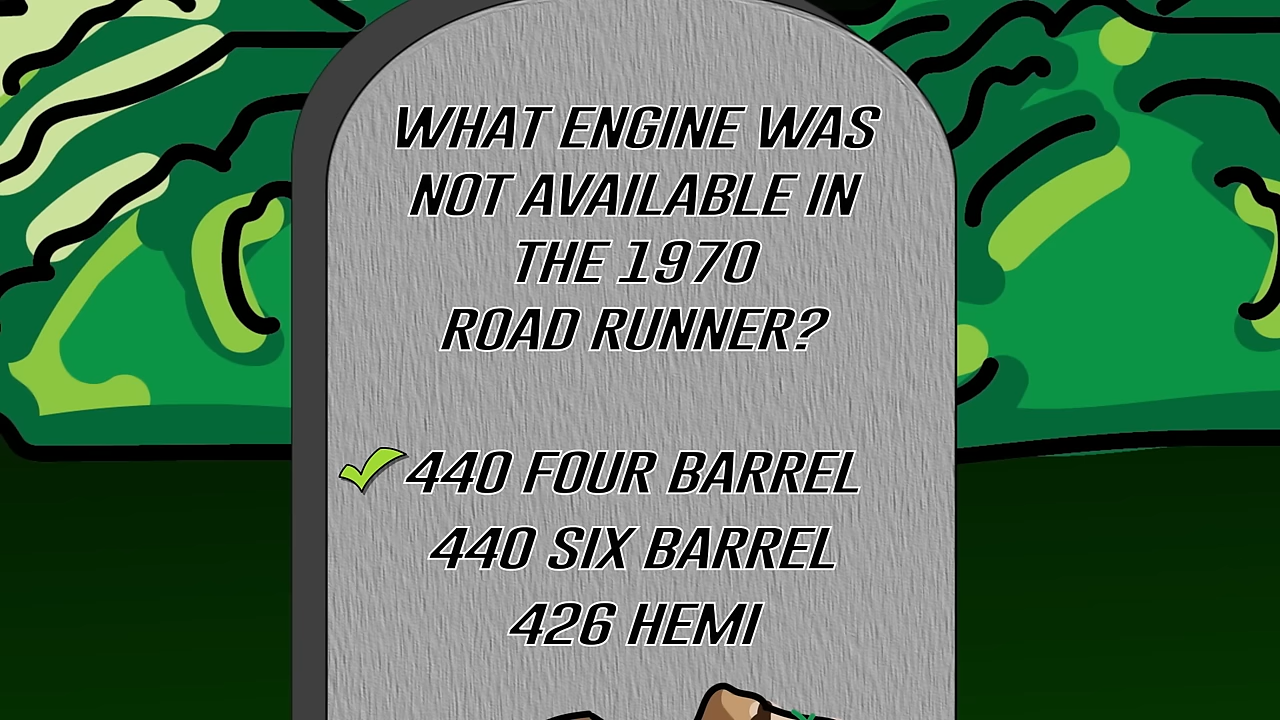 WHAT ENGINE WAS
NOT AVAILABLE IN
THE 1970
ROAD RUNNER?
440 FOUR BARREL
440 SIX BARREL
426 HEMI